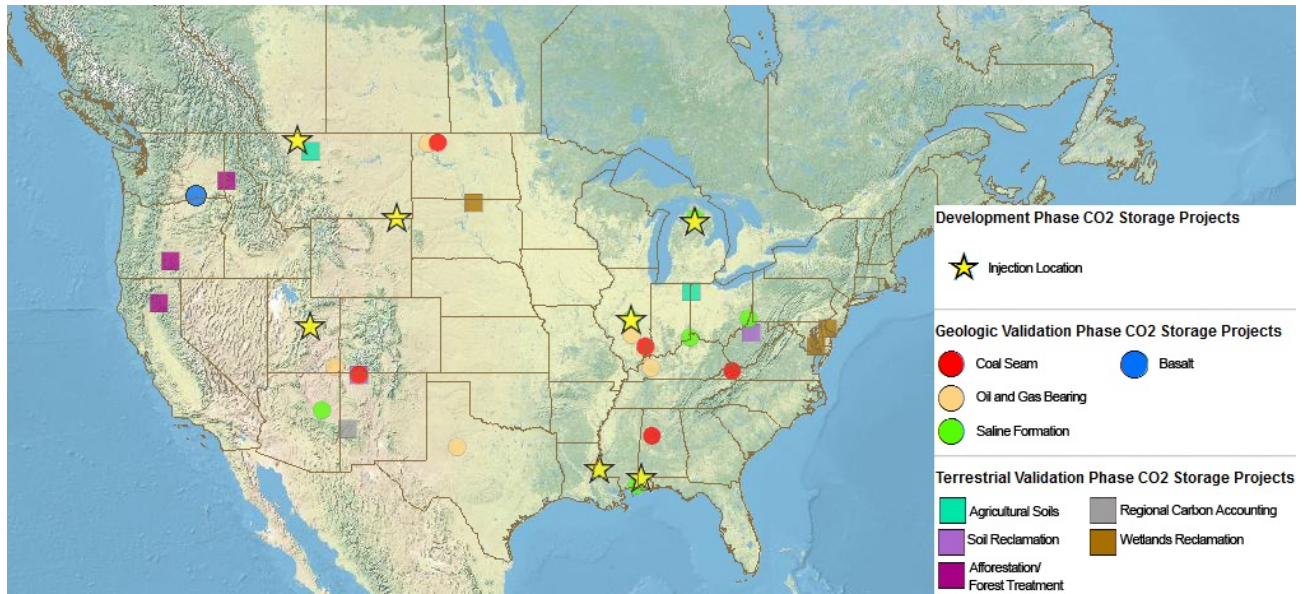 Development Phase CO2 Storage Projects
Injection Location
Geologic Validation Phase CO2 Storage Projects
Coal Seam
Basalt
Oil and Gas Bearing
Saline Formation
Terrestrial Validation Phase CO2 Storage Projects
Agricultural Soils
Regional Carbon Accounting
Soil Reclamation
Wetlands Reclamation
Afforestation/
Forest Treatment